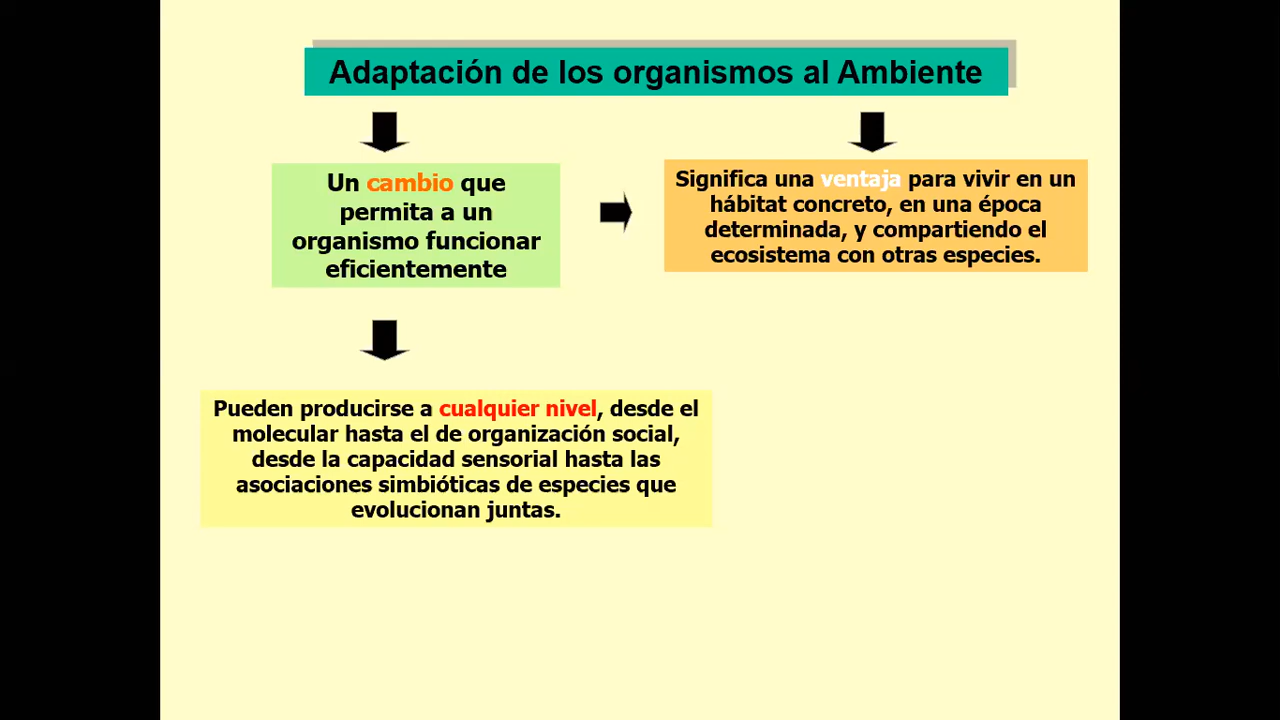 Adaptación de los organismos al Ambiente
Un cambio que
permita a un
organismo funcionar
eficientemente
Significa una ventaja para vivir en un
hábitat concreto, en una época
determinada, y compartiendo el
ecosistema con otras especies.
Pueden producirse a cualquier nivel, desde el
molecular hasta el de organización social,
desde la capacidad sensorial hasta las
asociaciones simbióticas de especies que
evolucionan juntas.